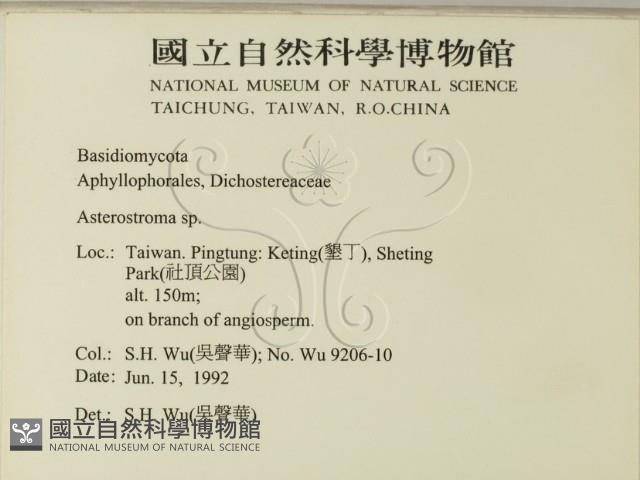 國立自然科學博物館
NATIONAL MUSEUM OF NATURAL SCIENCE
TAICHUNG, TAIWAN, R.O.CHINA
Basidiomycota
Aphyllophorales, Dichostereaceae
Asterostroma sp.
Loc.: Taiwan. Pingtung: Keting(墾丁), Sheting
Park(社頂公園)
alt. 150m;
on branch of angiosperm.
Col.: S.H. Wu(吳聲華); No. Wu 9206-10
Date: Jun. 15, 1992
Det.: S.H. Wu(吳聲華)
國立自然科學博物館
NATIONAL MUSEUM OF NATURAL SCIENCE